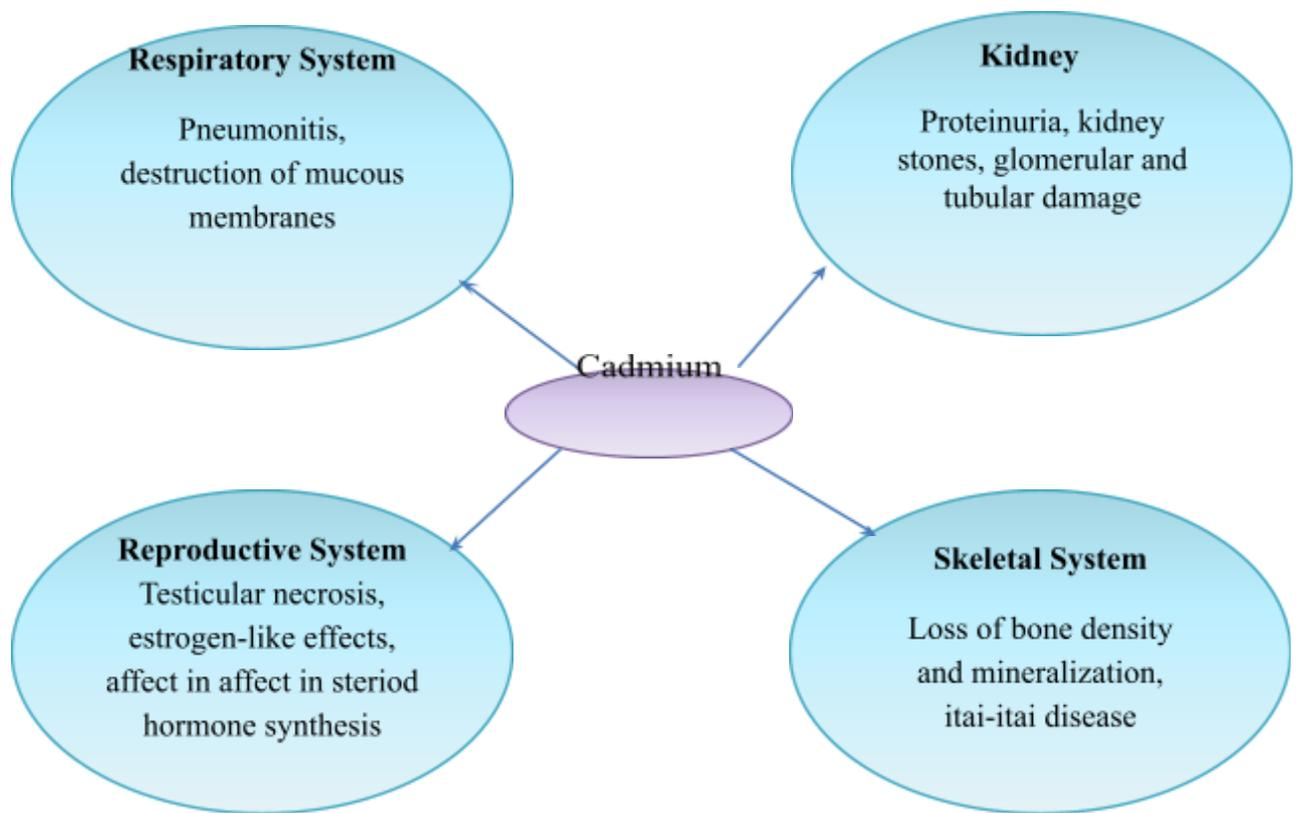 Respiratory System
Pneumonitis,
destruction of mucous
membranes
Kidney
Proteinuria, kidney
stones, glomerular and
tubular damage
Cadmium
Reproductive System
Testicular necrosis,
estrogen-like effects,
affect in affect in steriod
hormone synthesis
Skeletal System
Loss of bone density
and mineralization,
itai-itai disease